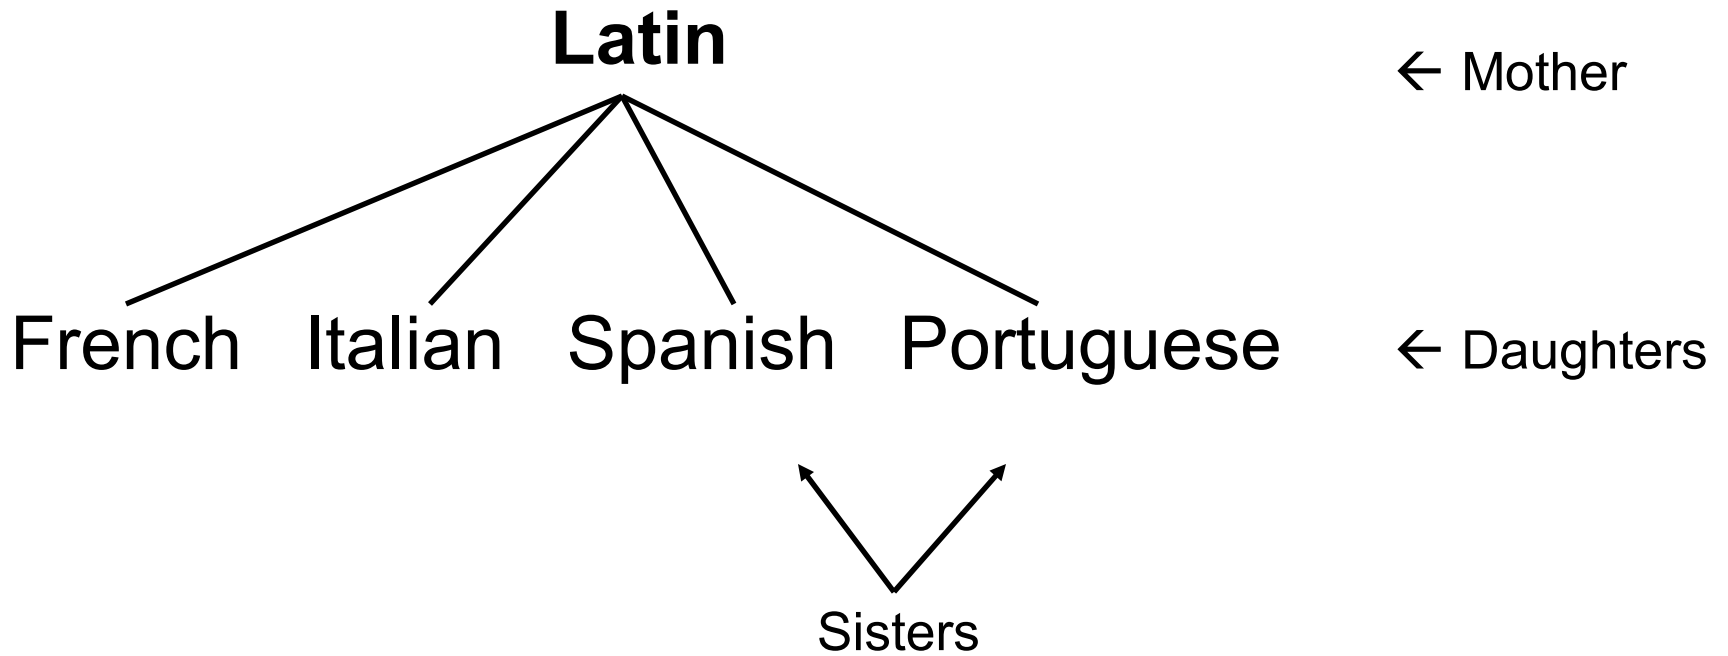 Latin
← Mother
French Italian Spanish Portuguese
← Daughters
Sisters